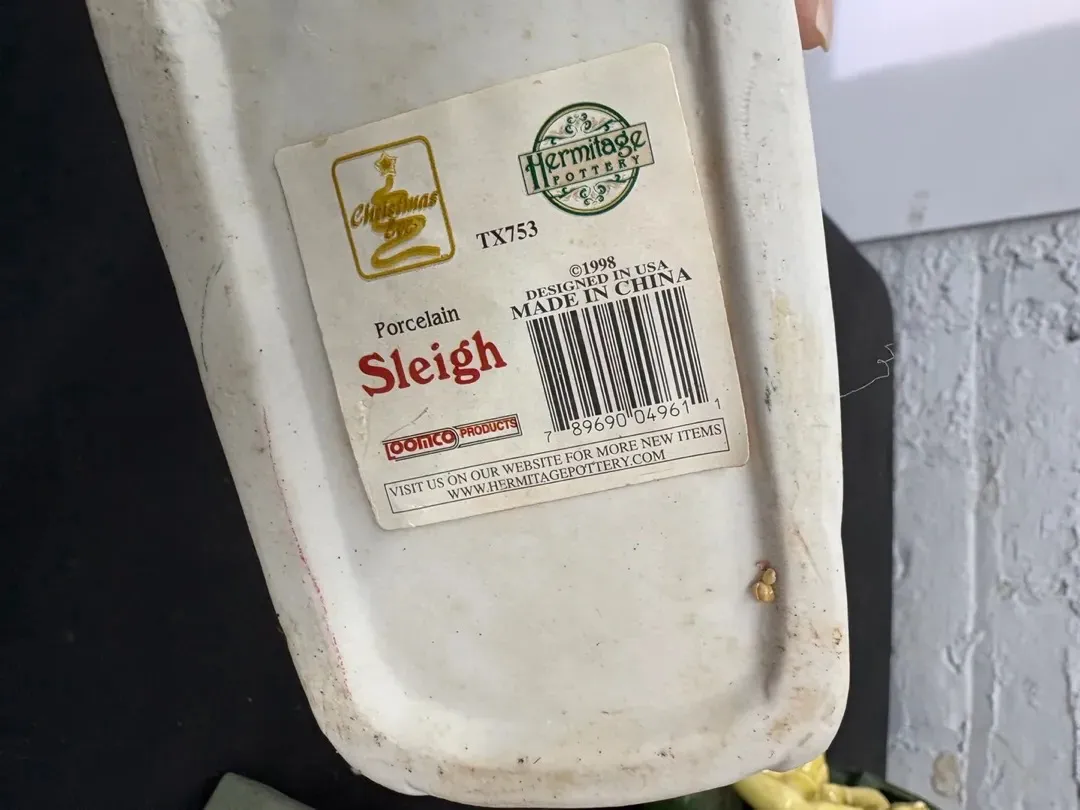 Christmas
Eve
Hermitage
POTTERY
TX753
©1998
DESIGNED IN USA
MADE IN CHINA
Porcelain
Sleigh
7 89690 04961 1
LOOMCO PRODUCTS
VISIT US ON OUR WEBSITE FOR MORE NEW ITEMS
WWW.HERMITAGEPOTTERY.COM